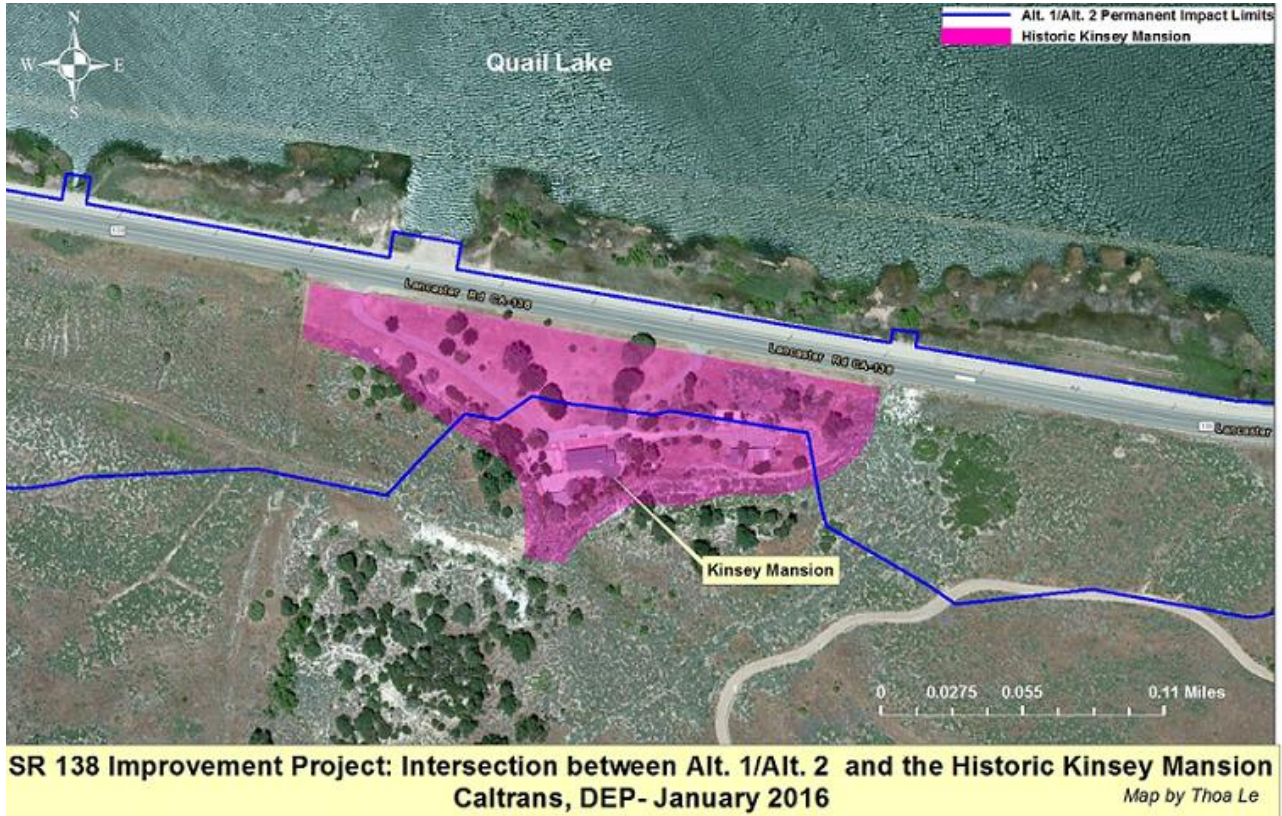 N
W E
S
Quail Lake
Alt. 1/Alt. 2 Permanent Impact Limits
Historic Kinsey Mansion
138
Lancaster Rd CA-138
Lancaster Rd CA-138
138 Lancaster
Kinsey Mansion
0 0.0275 0.055 0.11 Miles
SR 138 Improvement Project: Intersection between Alt. 1/Alt. 2 and the Historic Kinsey Mansion
Caltrans, DEP- January 2016
Map by Thoa Le